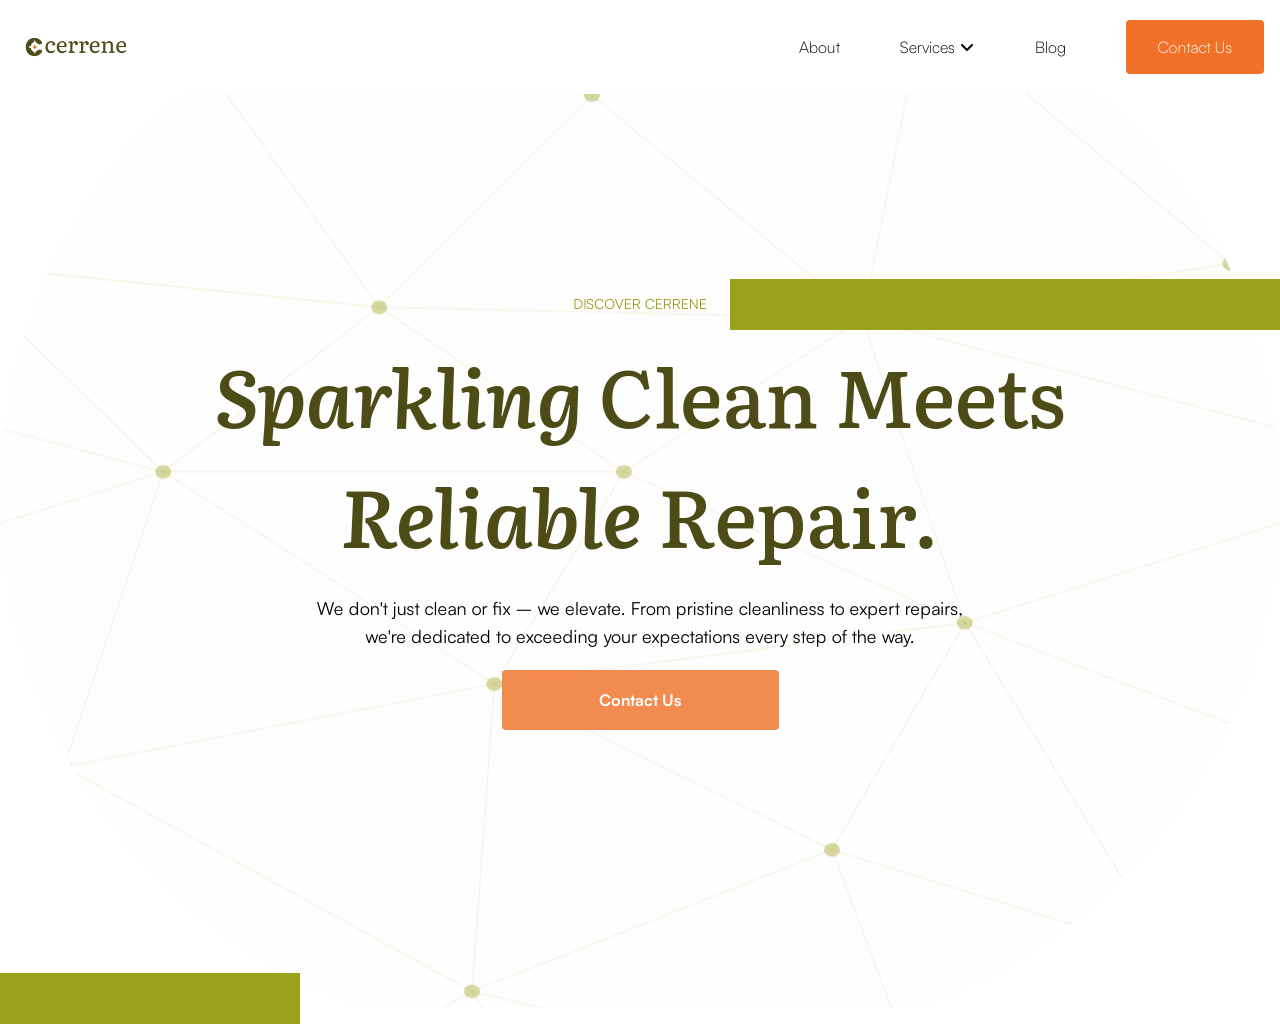 cerrene
About
Services
Blog
Contact Us
DISCOVER CERRENE
Sparkling Clean Meets
Reliable Repair.
We don't just clean or fix — we elevate. From pristine cleanliness to expert repairs,
we're dedicated to exceeding your expectations every step of the way.
Contact Us